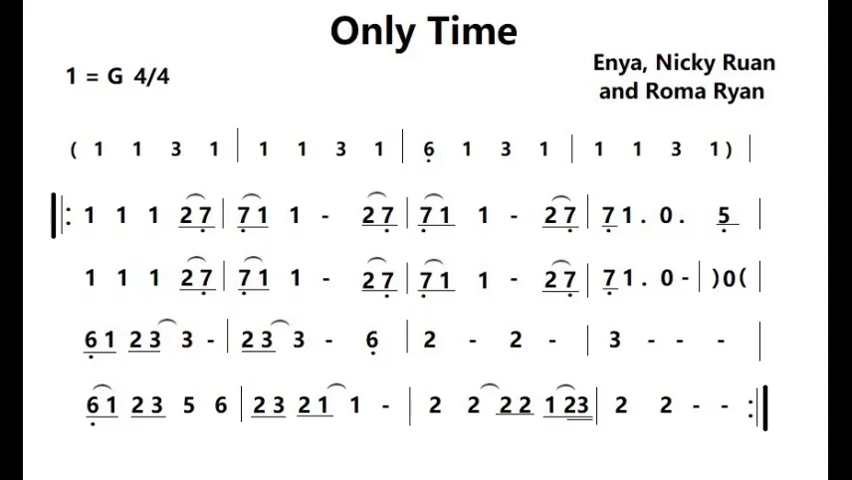 Only Time
Enya, Nicky Ruan
1 = G 4/4
and Roma Ryan
( 1 1 3 1 | 1 1 3 1 | 6̣ 1 3 1 | 1 1 3 1 ) |
|: 1 1 1 2 7̣ | 7̣ 1 1 - 2 7̣ | 7̣ 1 1 - 2 7̣ | 7̣ 1 . 0 . 5̣ |
1 1 1 2 7̣ | 7̣ 1 1 - 2 7̣ | 7̣ 1 1 - 2 7̣ | 7̣ 1 . 0 - | ) 0 ( |
6̣ 1 2 3 3 - | 2 3 3 - 6̣ | 2 - 2 - | 3 - - - |
6̣ 1 2 3 5 6 | 2 3 2 1 1 - | 2 2 2 2 1 2 3 | 2 2 - - :|